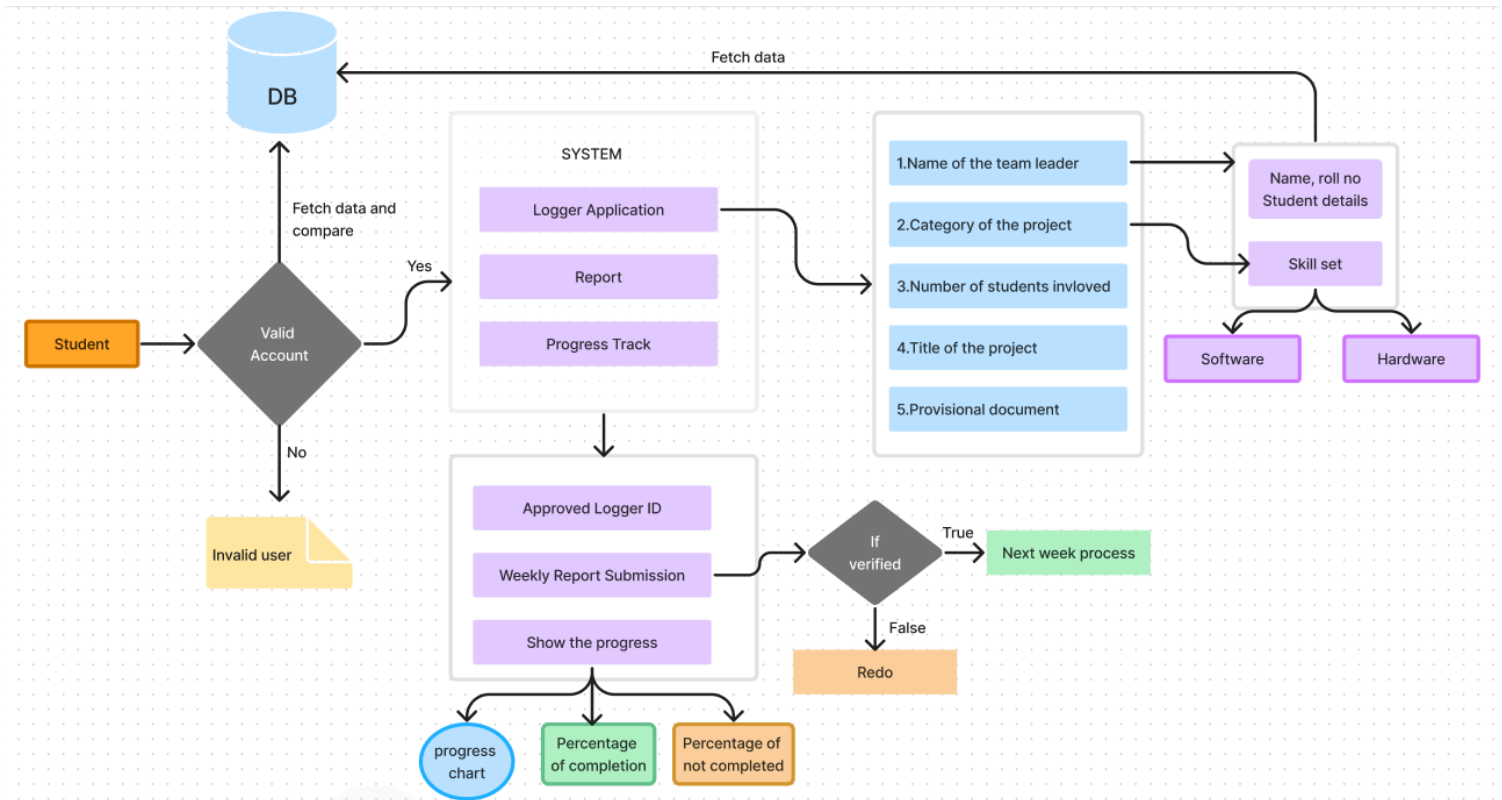 Fetch data
DB
SYSTEM
Logger Application
Report
Progress Track
1.Name of the team leader
2.Category of the project
3.Number of students invloved
4.Title of the project
5.Provisional document
Name, roll no
Student details
Skill set
Software
Hardware
Fetch data and
compare
Yes
Student
Valid
Account
No
Invalid user
Approved Logger ID
Weekly Report Submission
Show the progress
If
verified
True
Next week process
False
Redo
progress
chart
Percentage
of completion
Percentage of
not completed